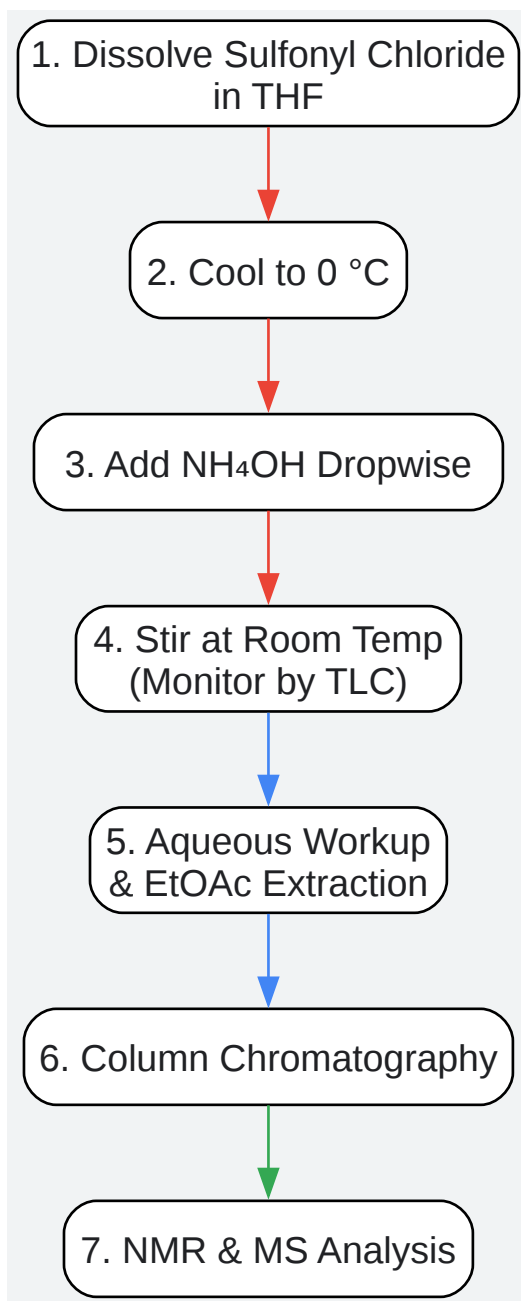 1. Dissolve Sulfonyl Chloride
in THF
2. Cool to 0 °C
3. Add NH₄OH Dropwise
4. Stir at Room Temp
(Monitor by TLC)
5. Aqueous Workup
& EtOAc Extraction
6. Column Chromatography
7. NMR & MS Analysis